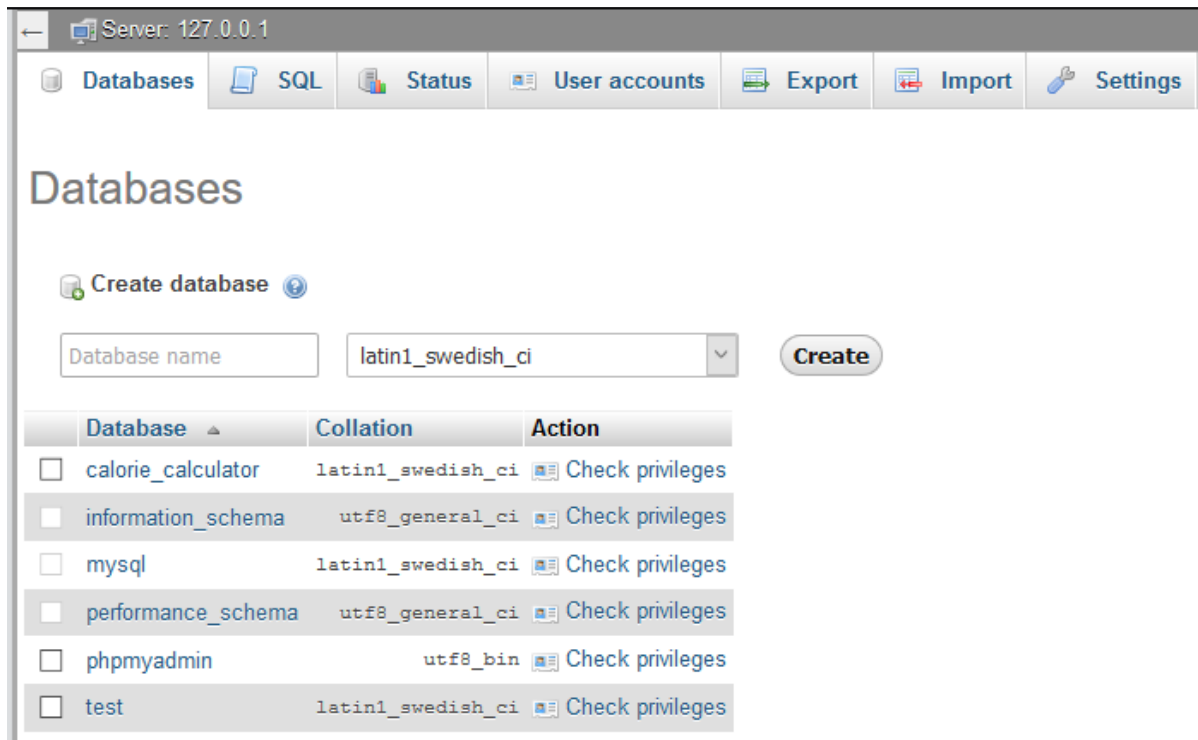 Server: 127.0.0.1
Databases SQL Status User accounts Export Import Settings
Databases
Create database
Database name latin1_swedish_ci Create
Database Collation Action
calorie_calculator latin1_swedish_ci Check privileges
information_schema utf8_general_ci Check privileges
mysql latin1_swedish_ci Check privileges
performance_schema utf8_general_ci Check privileges
phpmyadmin utf8_bin Check privileges
test latin1_swedish_ci Check privileges